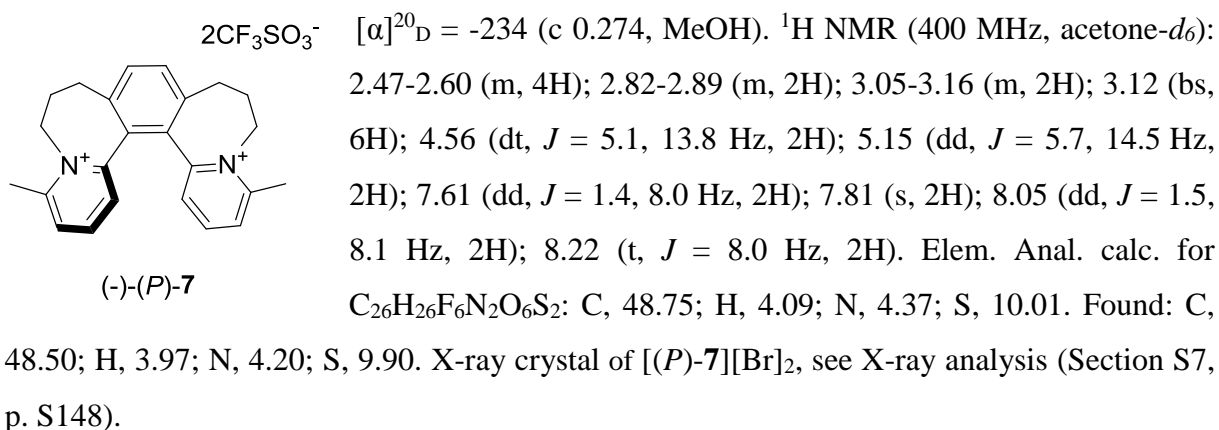 2CF₃SO₃⁻
[α]²⁰D = -234 (c 0.274, MeOH). ¹H NMR (400 MHz, acetone-d₆):
2.47-2.60 (m, 4H); 2.82-2.89 (m, 2H); 3.05-3.16 (m, 2H); 3.12 (bs,
6H); 4.56 (dt, J = 5.1, 13.8 Hz, 2H); 5.15 (dd, J = 5.7, 14.5 Hz,
2H); 7.61 (dd, J = 1.4, 8.0 Hz, 2H); 7.81 (s, 2H); 8.05 (dd, J = 1.5,
8.1 Hz, 2H); 8.22 (t, J = 8.0 Hz, 2H). Elem. Anal. calc. for
C₂₆H₂₆F₆N₂O₆S₂: C, 48.75; H, 4.09; N, 4.37; S, 10.01. Found: C,
N⁺
N⁺
(-)-(P)-7
48.50; H, 3.97; N, 4.20; S, 9.90. X-ray crystal of [(P)-7][Br]₂, see X-ray analysis (Section S7,
p. S148).